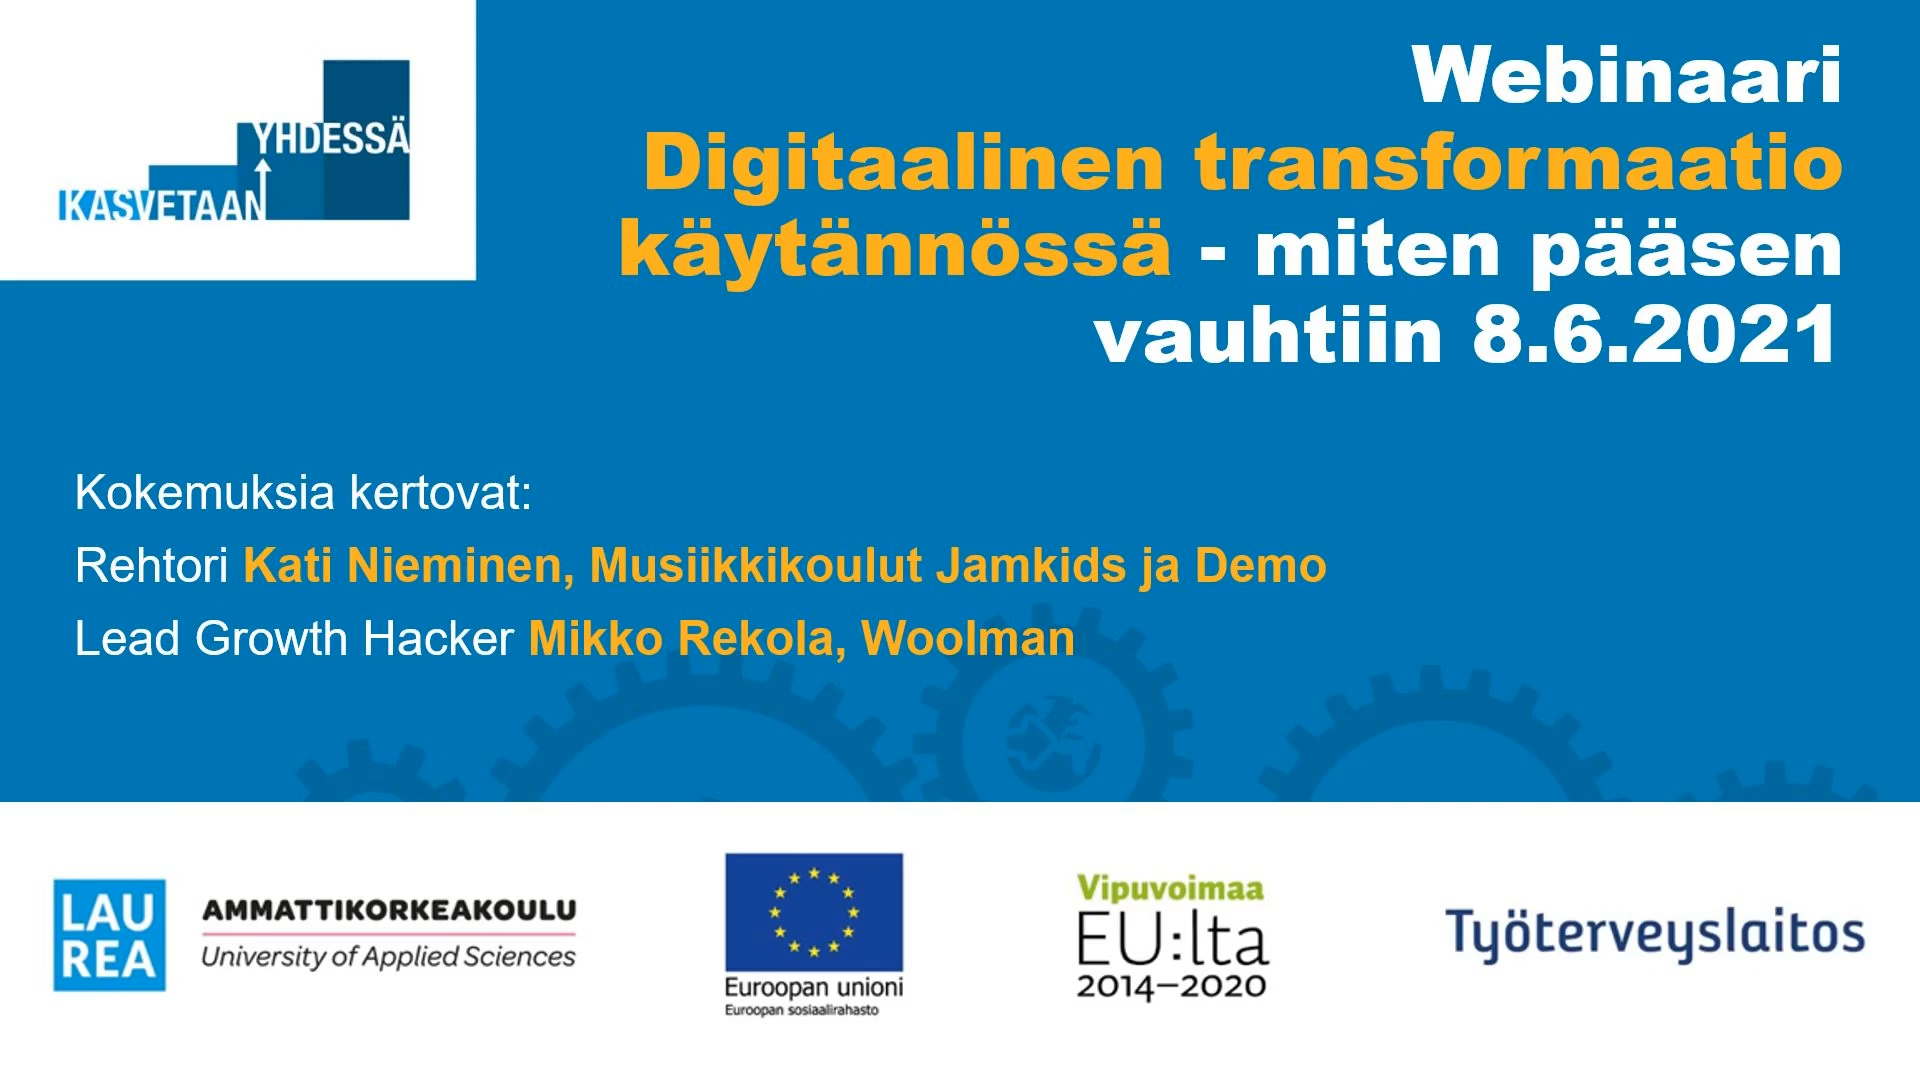 YHDESSÄ
KASVETAAN
Webinaari
Digitaalinen transformaatio
käytännössä - miten pääsen
vauhtiin 8.6.2021
Kokemuksia kertovat:
Rehtori Kati Nieminen, Musiikkikoulut Jamkids ja Demo
Lead Growth Hacker Mikko Rekola, Woolman
LAU
REA
AMMATTIKORKEAKOULU
University of Applied Sciences
Euroopan unioni
Euroopan sosiaalirahasto
Vipuvoimaa
EU:lta
2014–2020
Työterveyslaitos